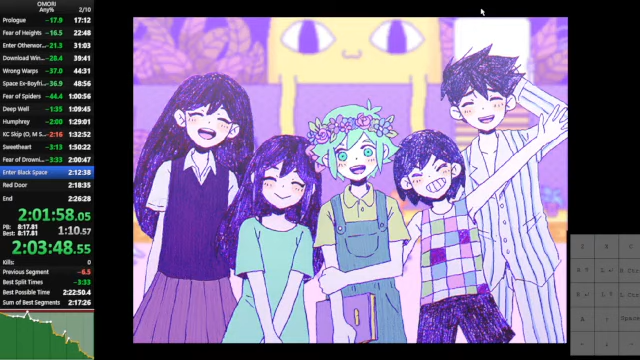 OMORI
Any%
2/10
Prologue -17.9 17:12
Fear of Heights -16.5 22:48
Enter Otherwor... -21.3 31:03
Download Win... -28.4 39:41
Wrong Warps -37.0 44:31
Space Ex-Boyfri... -36.9 48:56
Fear of Spiders -44.4 1:00:56
Deep Well -1:35 1:09:45
Humphrey -2:00 1:29:01
KC Skip (O, M S... -2:16 1:32:52
Sweetheart -3:13 1:50:22
Fear of Drowni... -3:33 2:00:47
Enter Black Space 2:12:38
Red Door 2:18:35
End 2:26:28
2:01:58.05
PB: 8:17.81
Best: 8:17.81
1:10.57
2:03:48.55
Kills: 0
Previous Segment -6.5
Best Split Times -3:33
Best Possible Time 2:22:50.4
Sum of Best Segments 2:17:26
Space